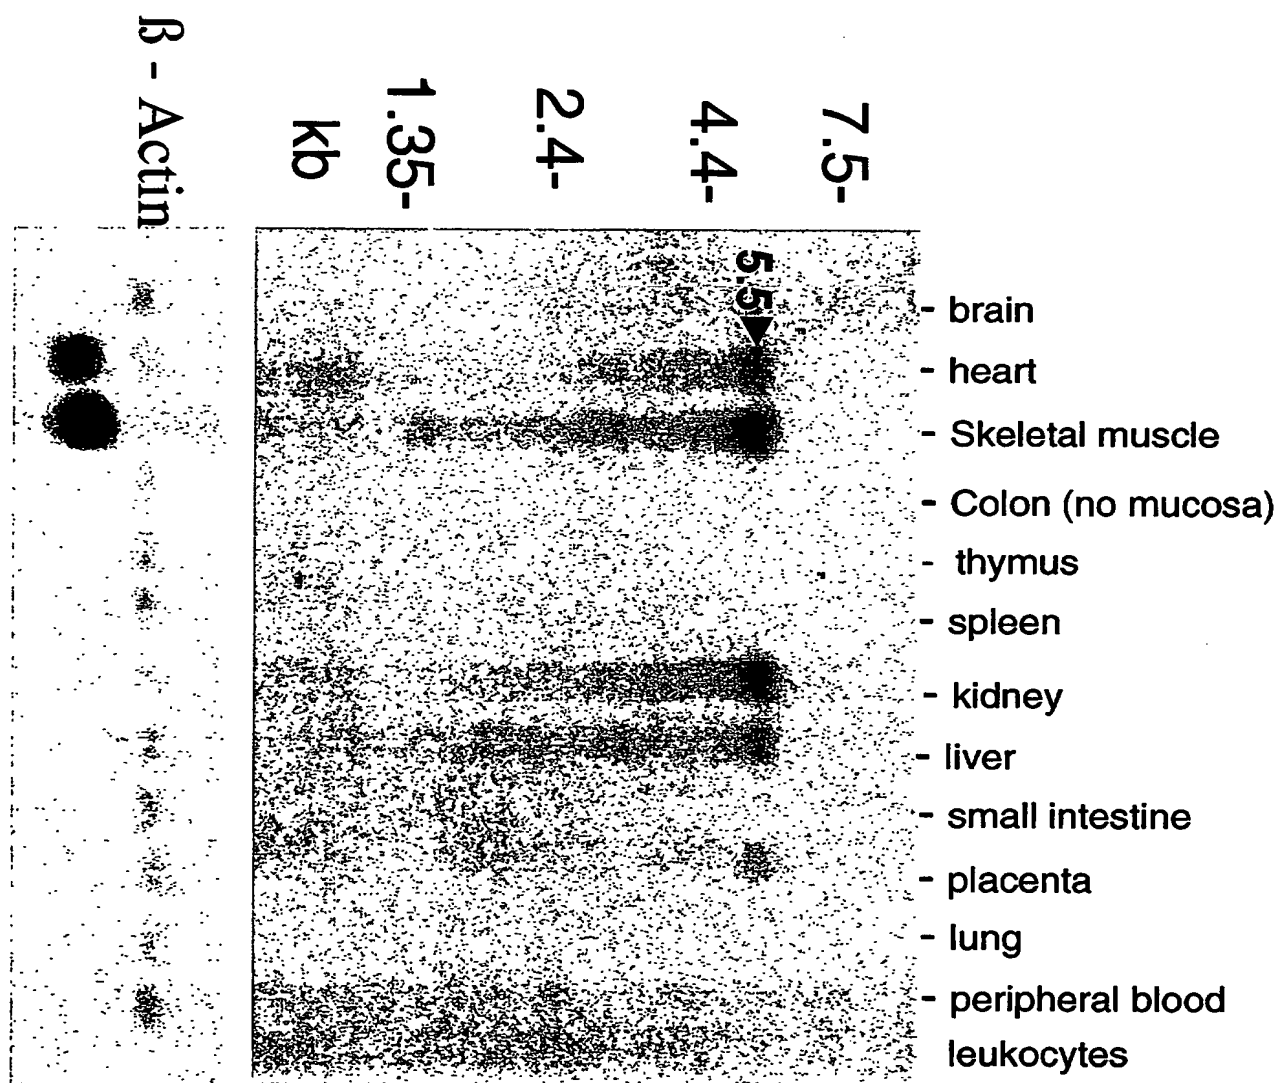 β - Actin
kb
1.35-
2.4-
4.4-
7.5-
5.5
- brain
- heart
- Skeletal muscle
- Colon (no mucosa)
- thymus
- spleen
- kidney
- liver
- small intestine
- placenta
- lung
- peripheral blood
leukocytes